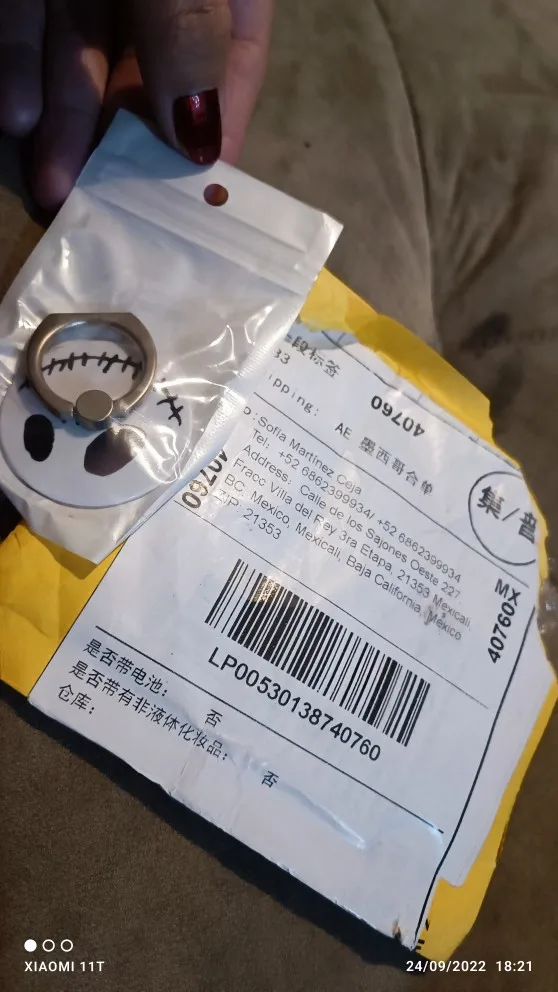 段标签
33
pping:
40760
AE 墨西哥合单
集/普
:Sofía Martínez Ceja
Tel: +52 6862399934/ +52 6862399934
Address: Calle de los Sajones Oeste 227
Fracc Villa del Rey 3ra Etapa, 21353 Mexicali,
BC, Mexico, Mexicali, Baja California, Mexico
ZIP: 21353
40760
MX
40760
LP00530138740760
是否带电池: 否
是否带有非液体化妆品: 否
仓库:
XIAOMI 11T
24/09/2022 18:21